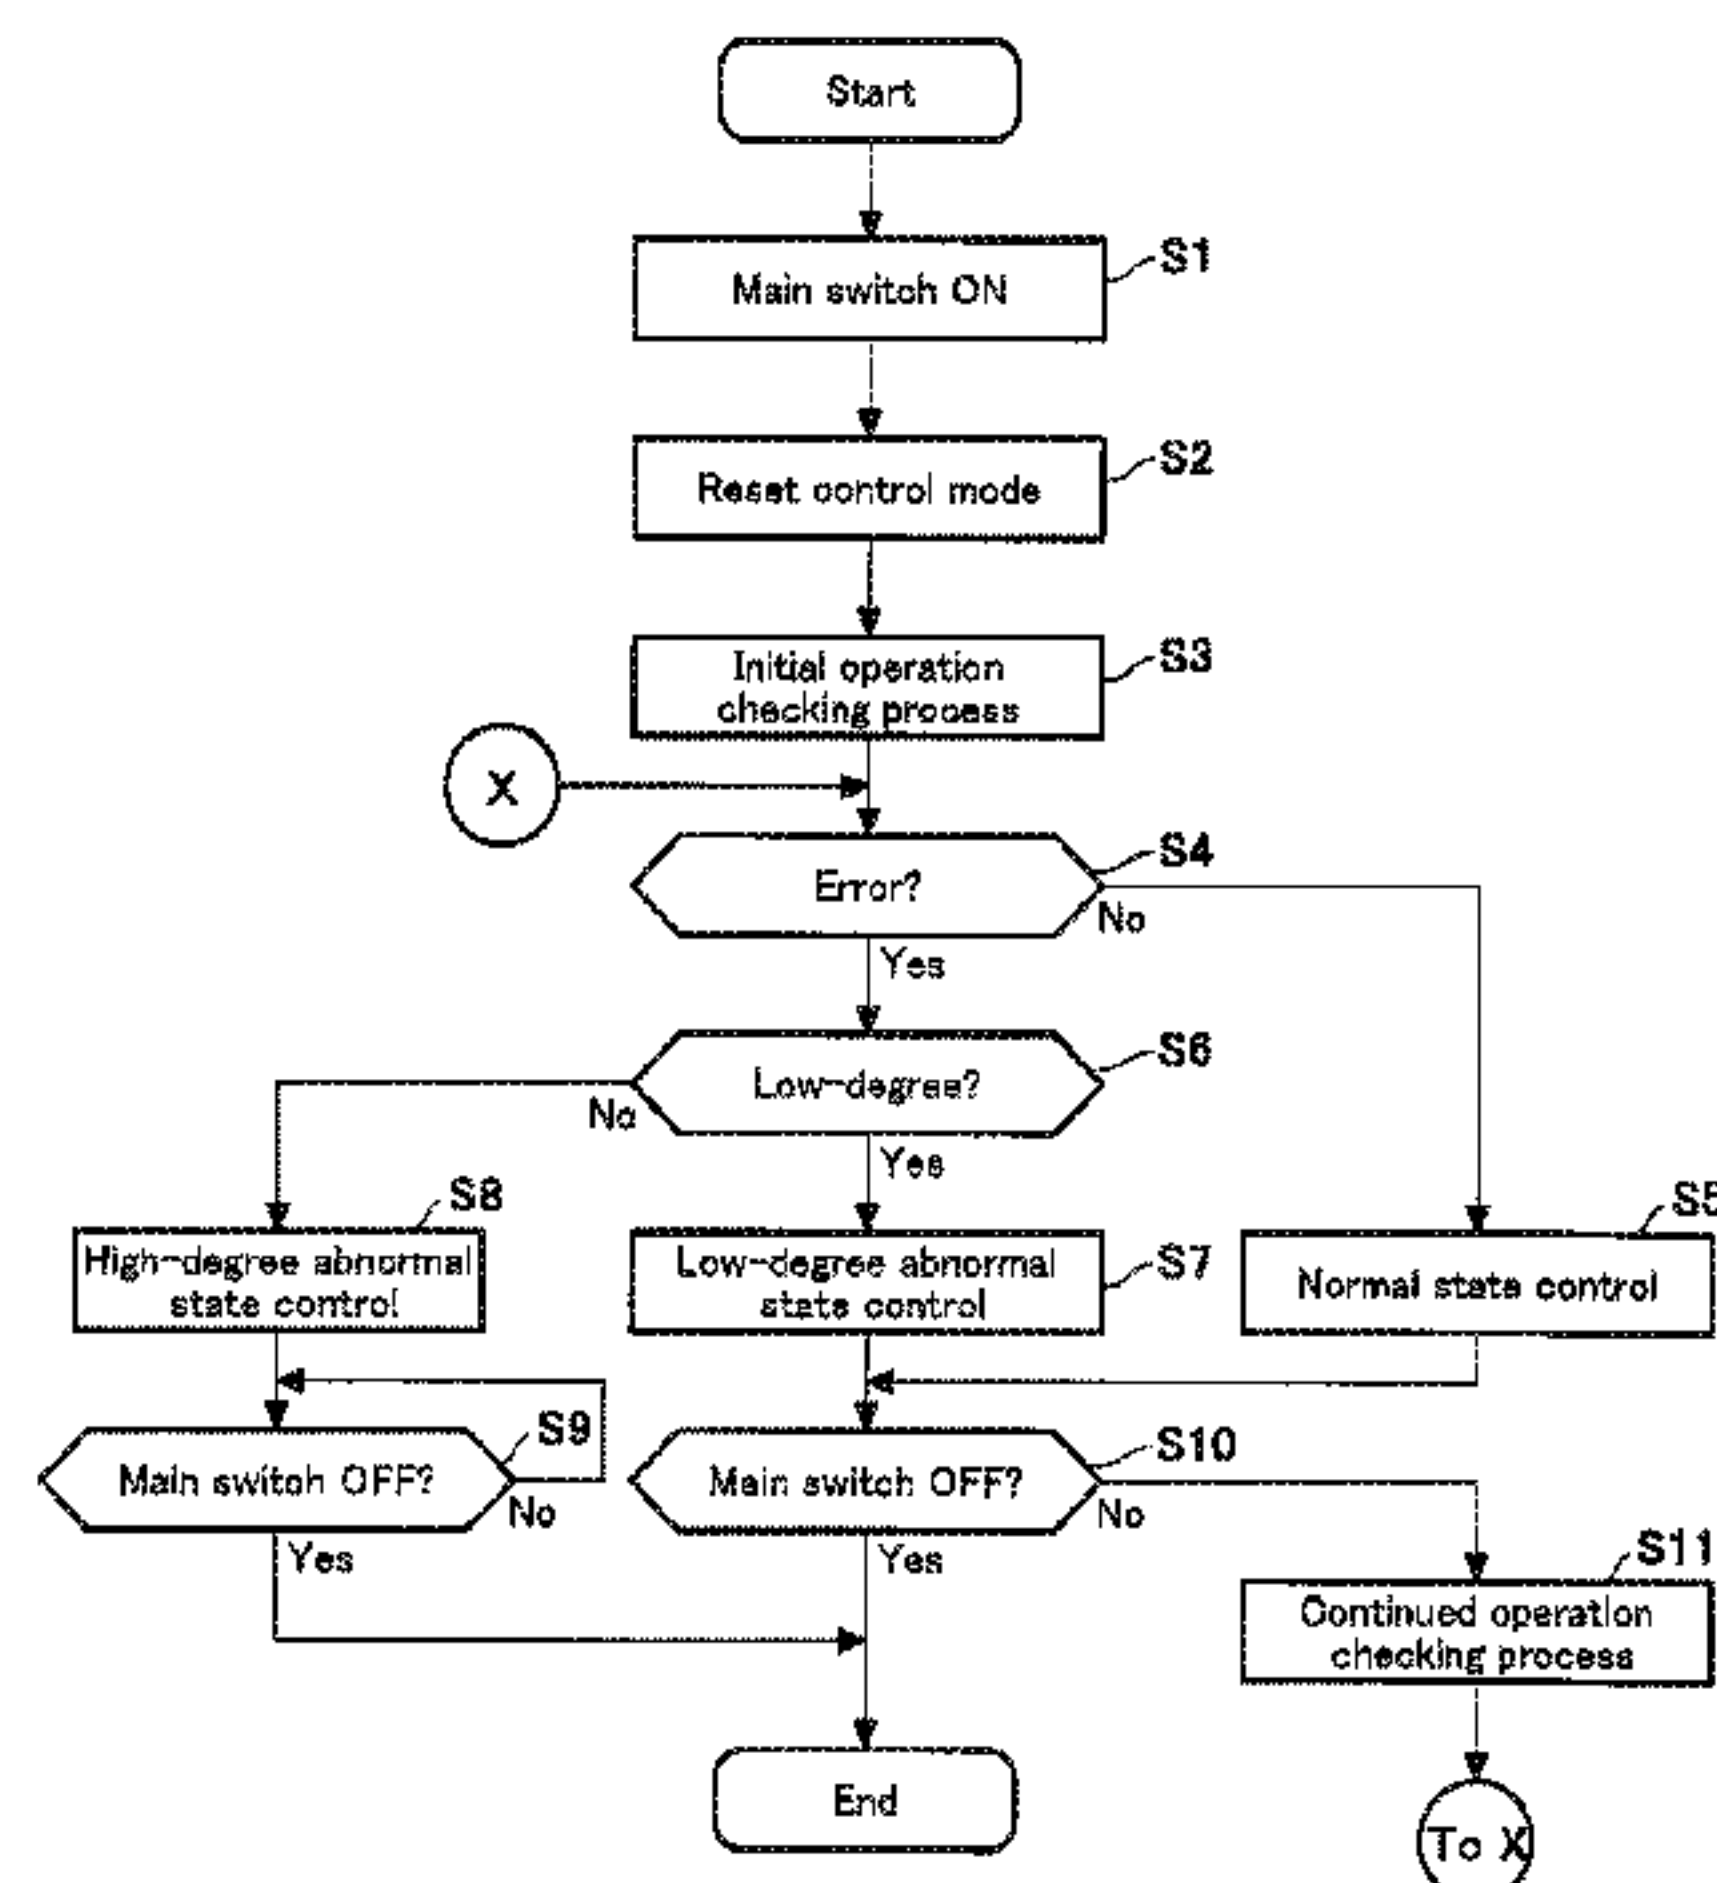 Start
S1
Main switch ON
S2
Reset control mode
S3
Initial operation
checking process
X
S4
Error?
No
Yes
S6
Low-degree?
No
Yes
S8
High-degree abnormal
state control
S7
Low-degree abnormal
state control
S5
Normal state control
S9
Main switch OFF?
No
Yes
S10
Main switch OFF?
No
Yes
S11
Continued operation
checking process
End
To X